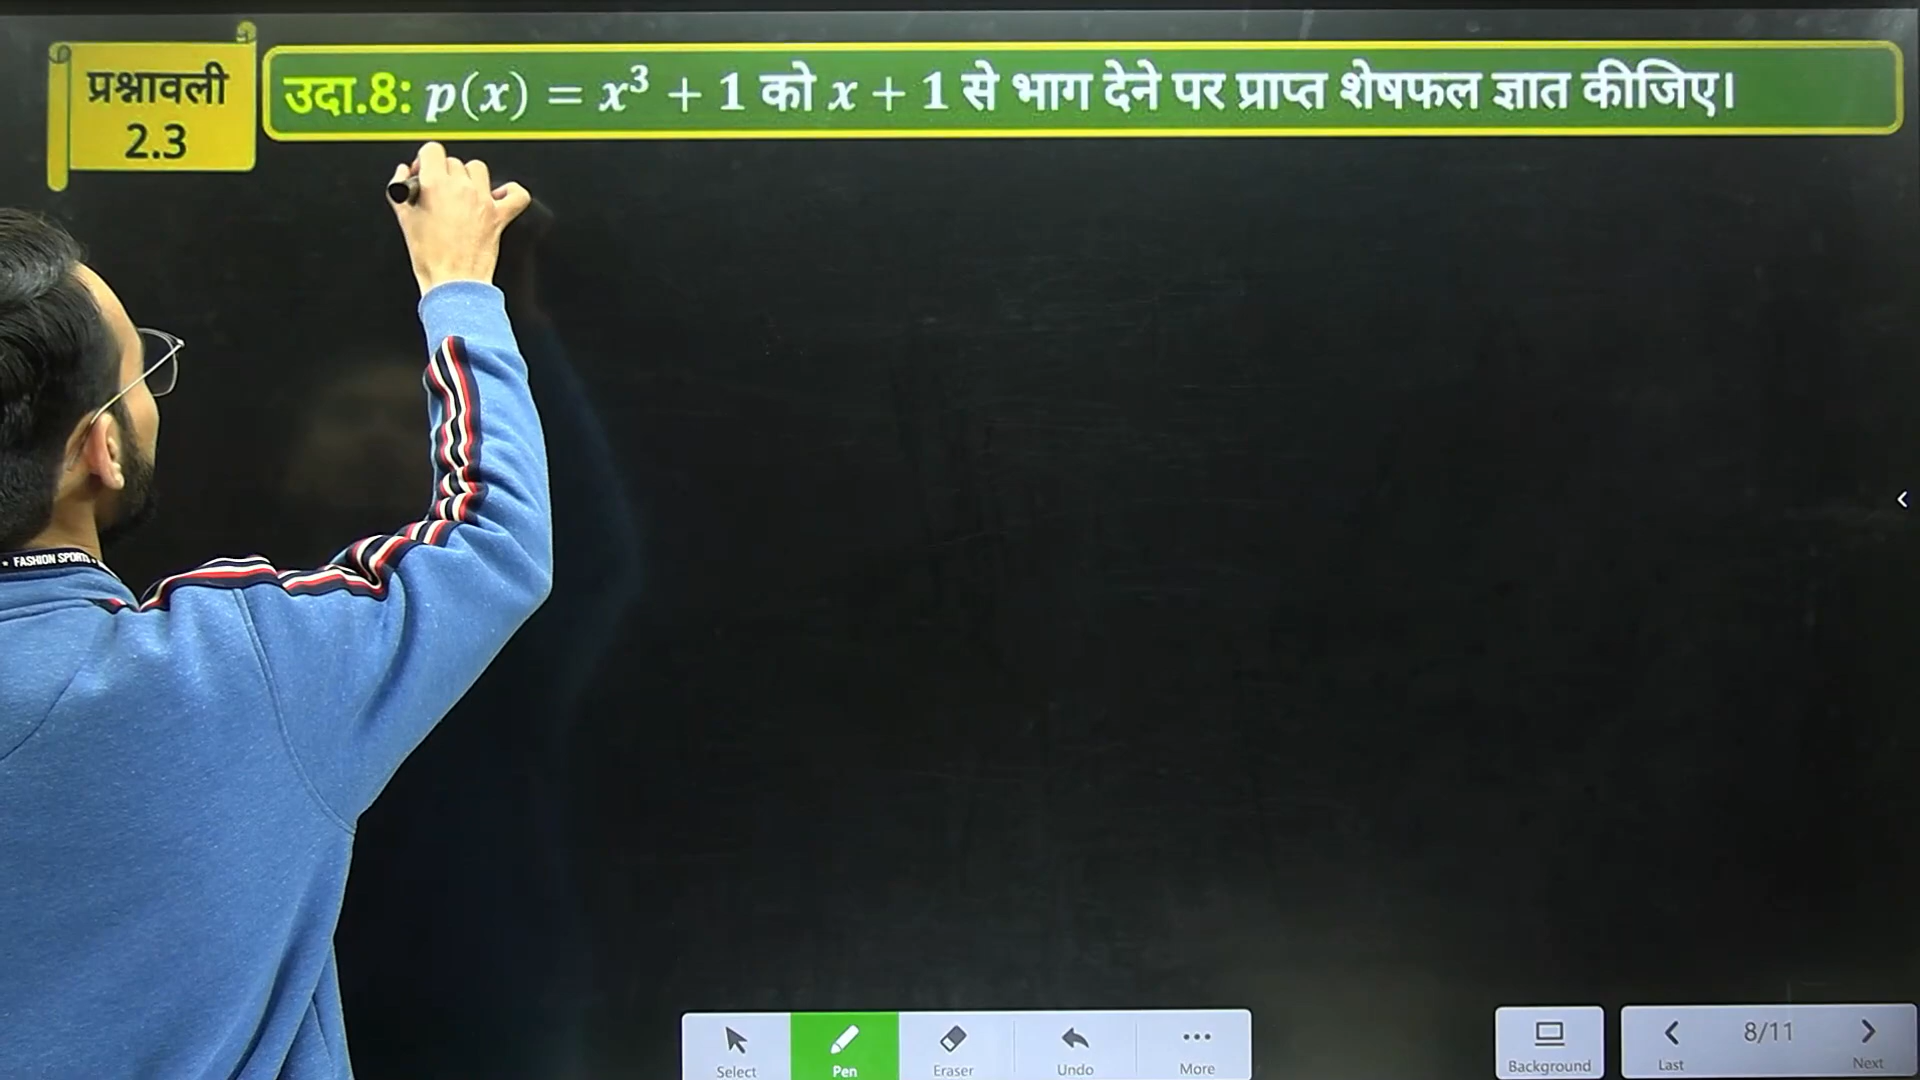 प्रश्नावली
2.3
उदा.8: p(x) = x³ + 1 को x + 1 से भाग देने पर प्राप्त शेषफल ज्ञात कीजिए।
FASHION SPORTS
Select
Pen
Eraser
Undo
More
Background
Last
8/11
Next